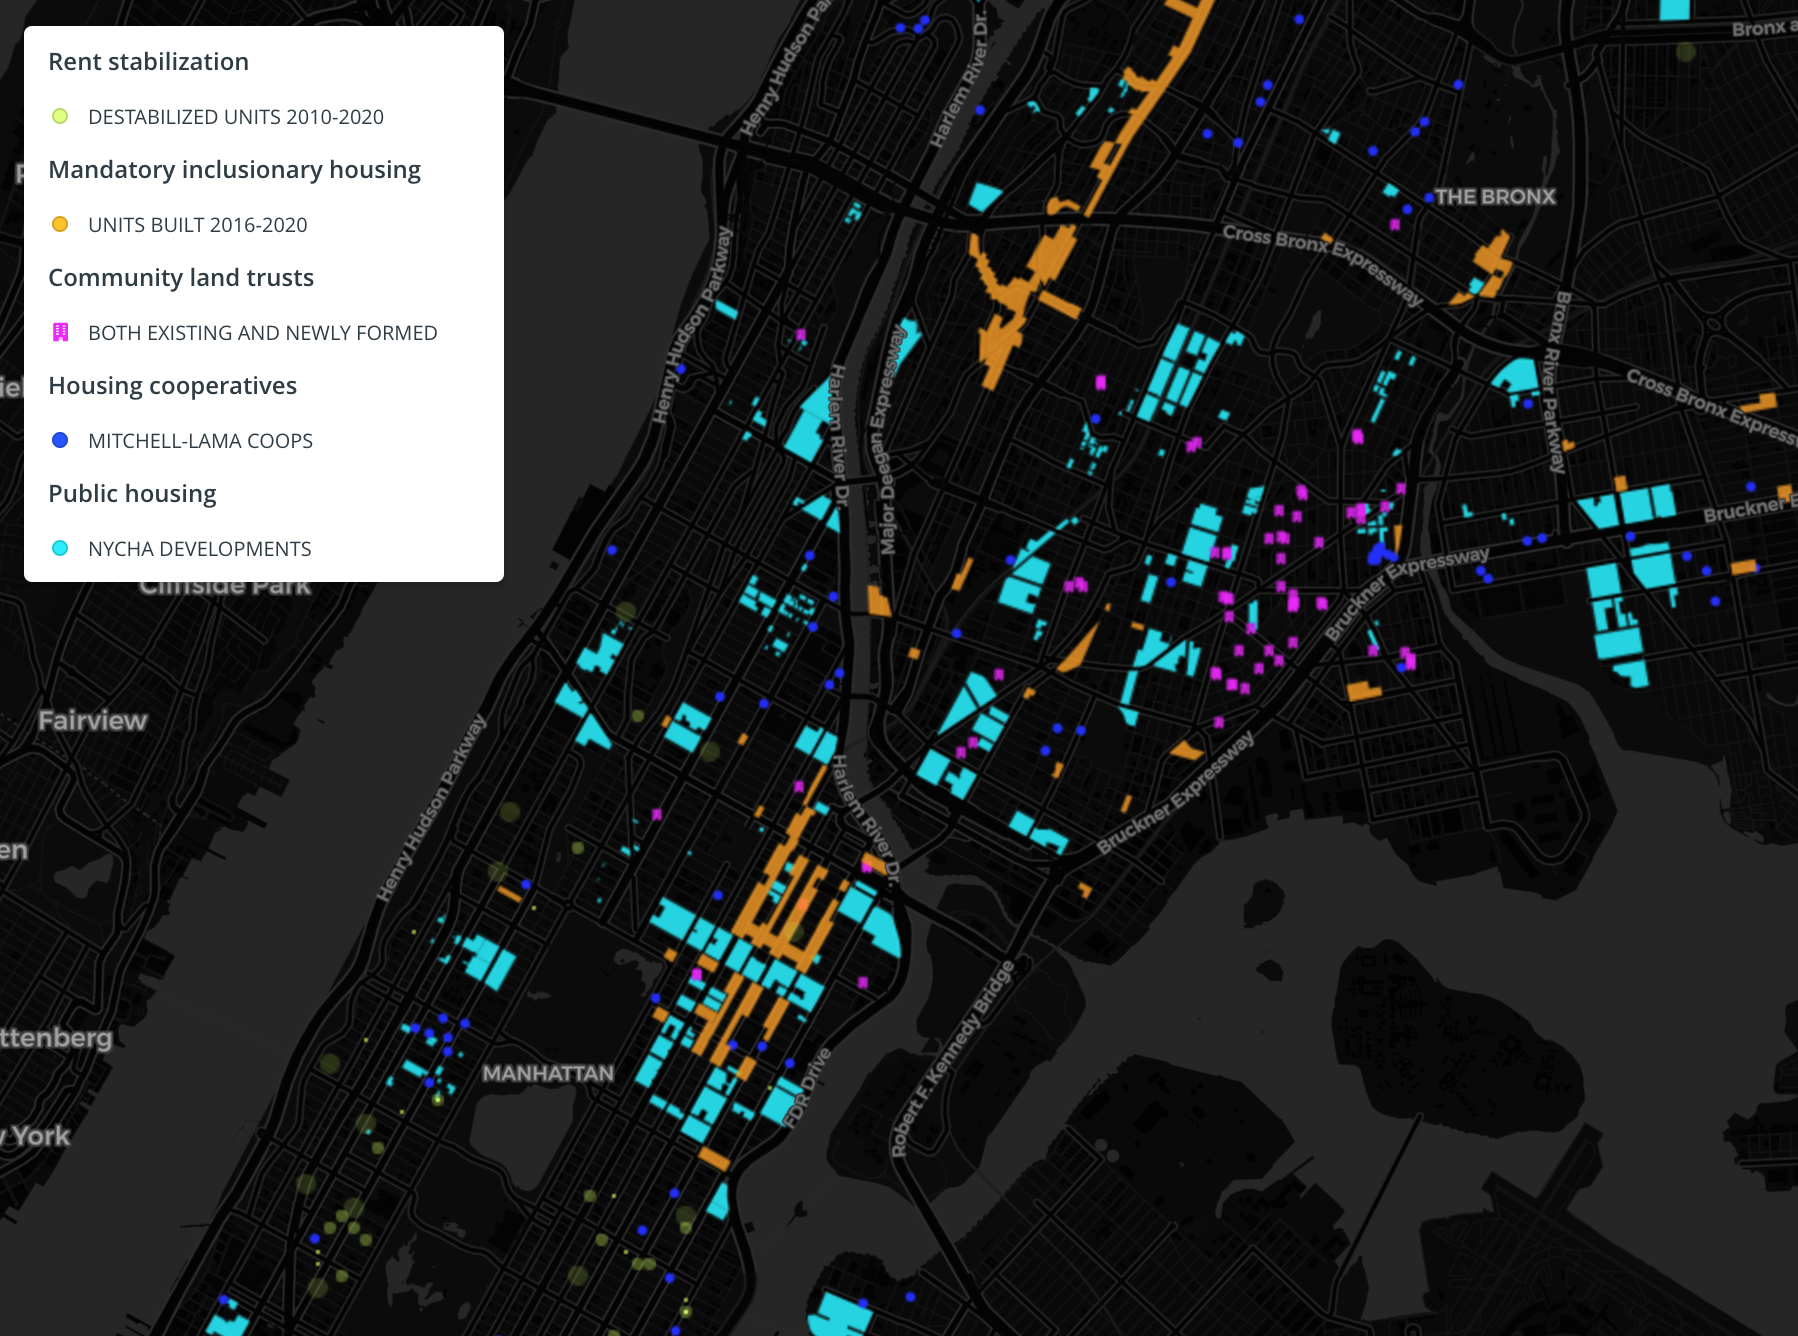 Rent stabilization
DESTABILIZED UNITS 2010-2020
Mandatory inclusionary housing
UNITS BUILT 2016-2020
Community land trusts
BOTH EXISTING AND NEWLY FORMED
Housing cooperatives
MITCHELL-LAMA COOPS
Public housing
NYCHA DEVELOPMENTS
Henry Hudson Par
Harlem River Dr.
Bronx a
THE BRONX
Cross Bronx Expressway
Henry Hudson Parkway
Harlem River Dr.
Major Deegan Expressway
Bronx River Parkway
Cross Bronx Expressw
Bruckner E
Bruckner Expressway
Cliffside Park
Fairview
Henry Hudson Parkway
Harlem River Dr.
Bruckner Expressway
en
ttenberg
MANHATTAN
Robert F. Kennedy Bridge
FDR Drive
York